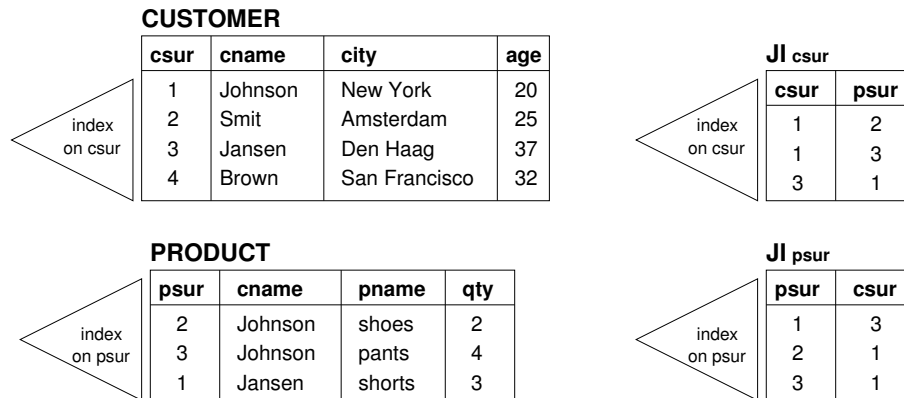 CUSTOMER
csur cname city age
index on csur
1 Johnson New York 20
2 Smit Amsterdam 25
3 Jansen Den Haag 37
4 Brown San Francisco 32
JI csur
csur psur
index on csur
1 2
1 3
3 1
PRODUCT
psur cname pname qty
index on psur
2 Johnson shoes 2
3 Johnson pants 4
1 Jansen shorts 3
JI psur
psur csur
index on psur
1 3
2 1
3 1